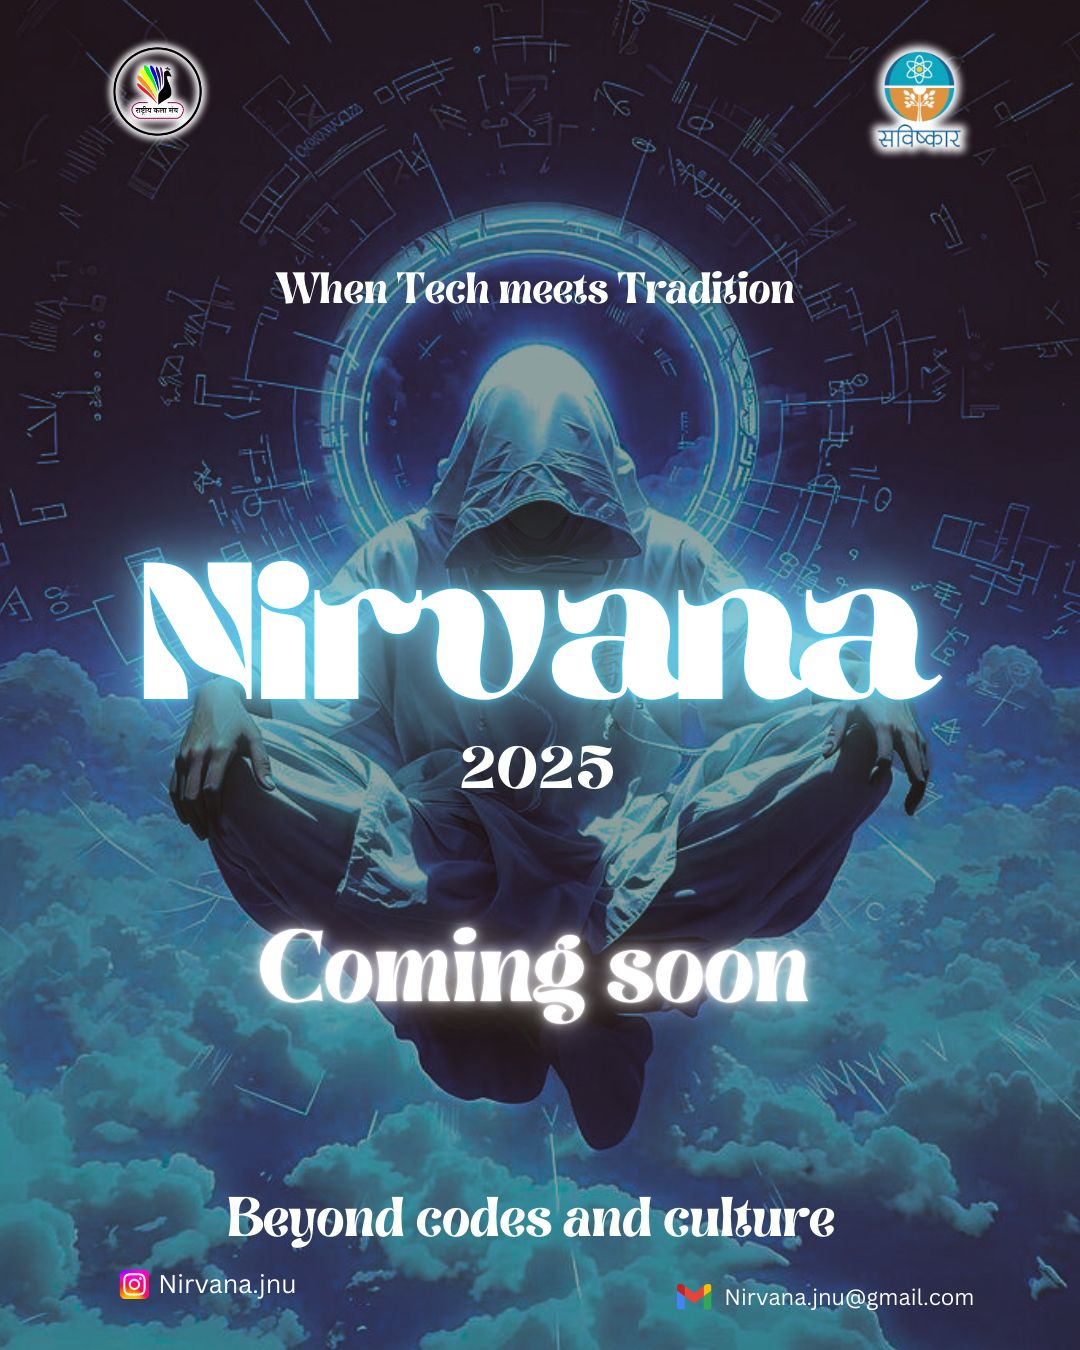 राष्ट्रीय कला मंच
सविष्कार
When Tech meets Tradition
Nirvana
2025
Coming soon
Beyond codes and culture
Nirvana.jnu
Nirvana.jnu@gmail.com